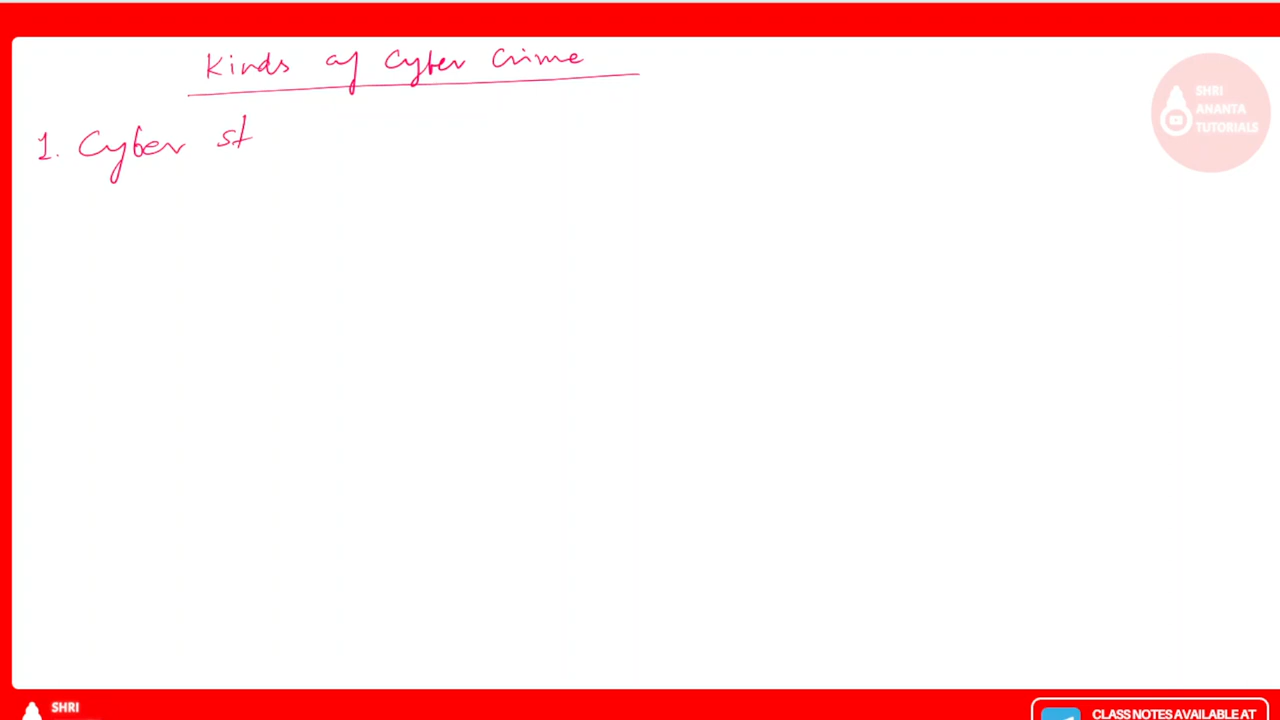 Kinds of Cyber Crime
1. Cyber st
SHRI
ANANTA
TUTORIALS
SHRI
CLASS NOTES AVAILABLE AT